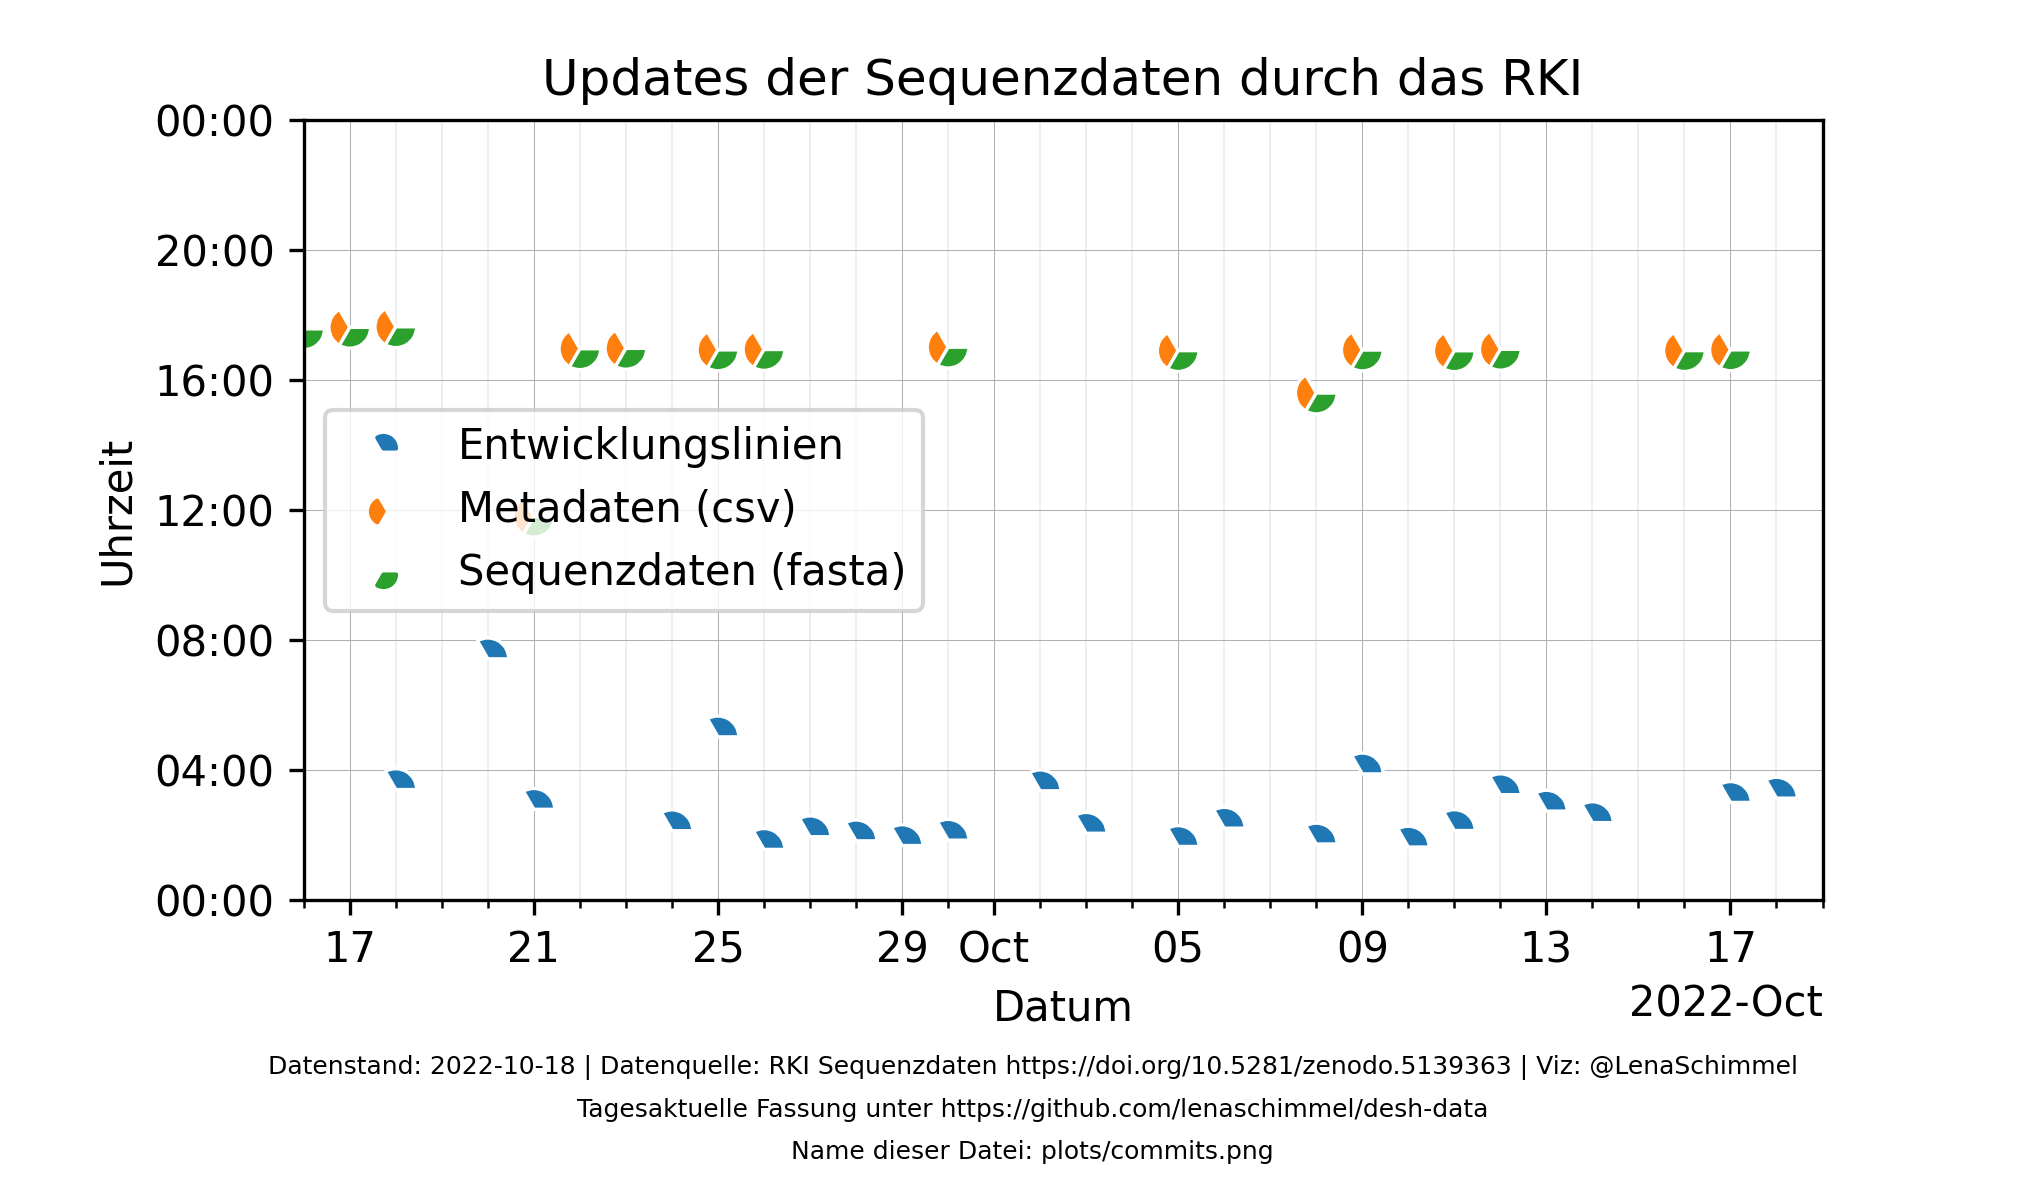 Updates der Sequenzdaten durch das RKI
00:00
20:00
16:00
12:00
08:00
04:00
00:00
Uhrzeit
Entwicklungslinien
Metadaten (csv)
Sequenzdaten (fasta)
17 21 25 29 Oct 05 09 13 17
2022-Oct
Datum
Datenstand: 2022-10-18 | Datenquelle: RKI Sequenzdaten https://doi.org/10.5281/zenodo.5139363 | Viz: @LenaSchimmel
Tagesaktuelle Fassung unter https://github.com/lenaschimmel/desh-data
Name dieser Datei: plots/commits.png